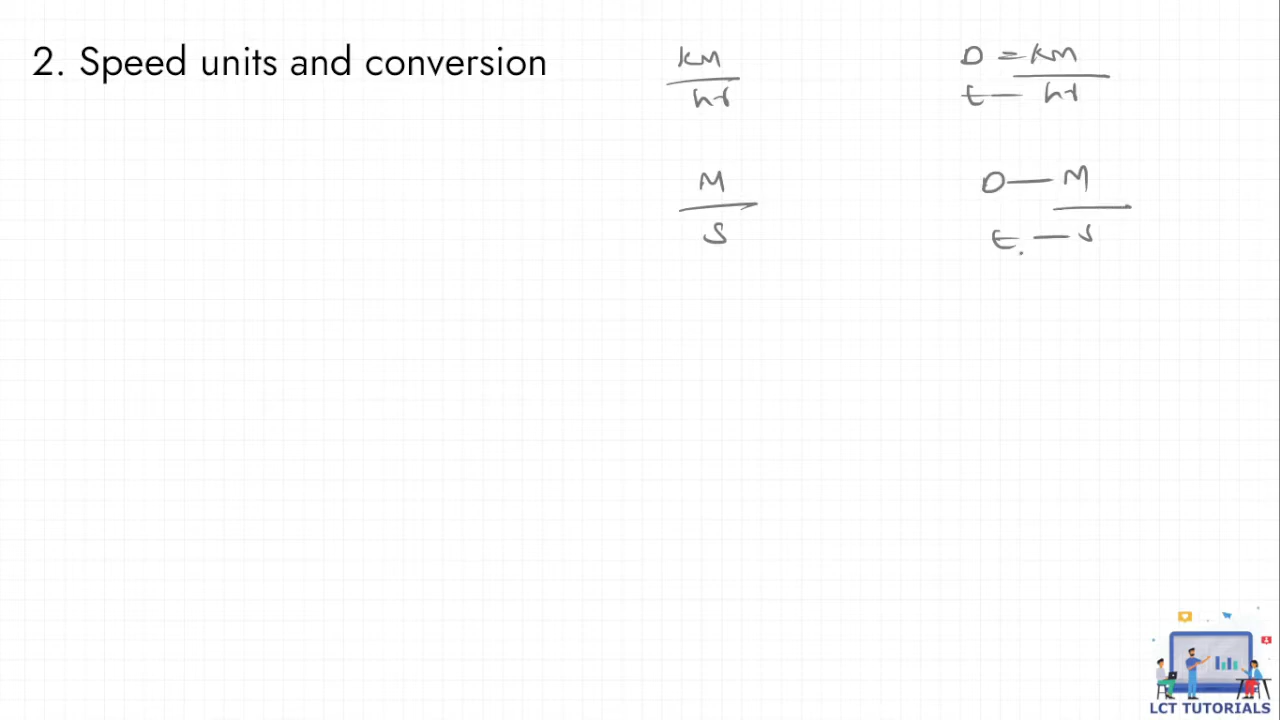 2. Speed units and conversion
KM
hr
D = KM
t — hr
M
S
D — M
t — s
LCT TUTORIALS